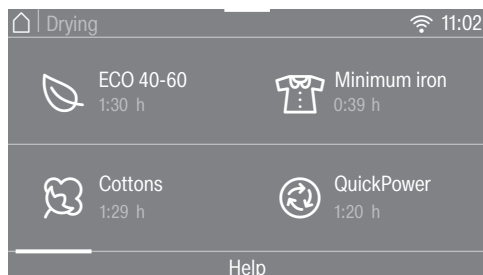 Drying 11:02
ECO 40-60
1:30 h
Minimum iron
0:39 h
Cottons
1:29 h
QuickPower
1:20 h
Help